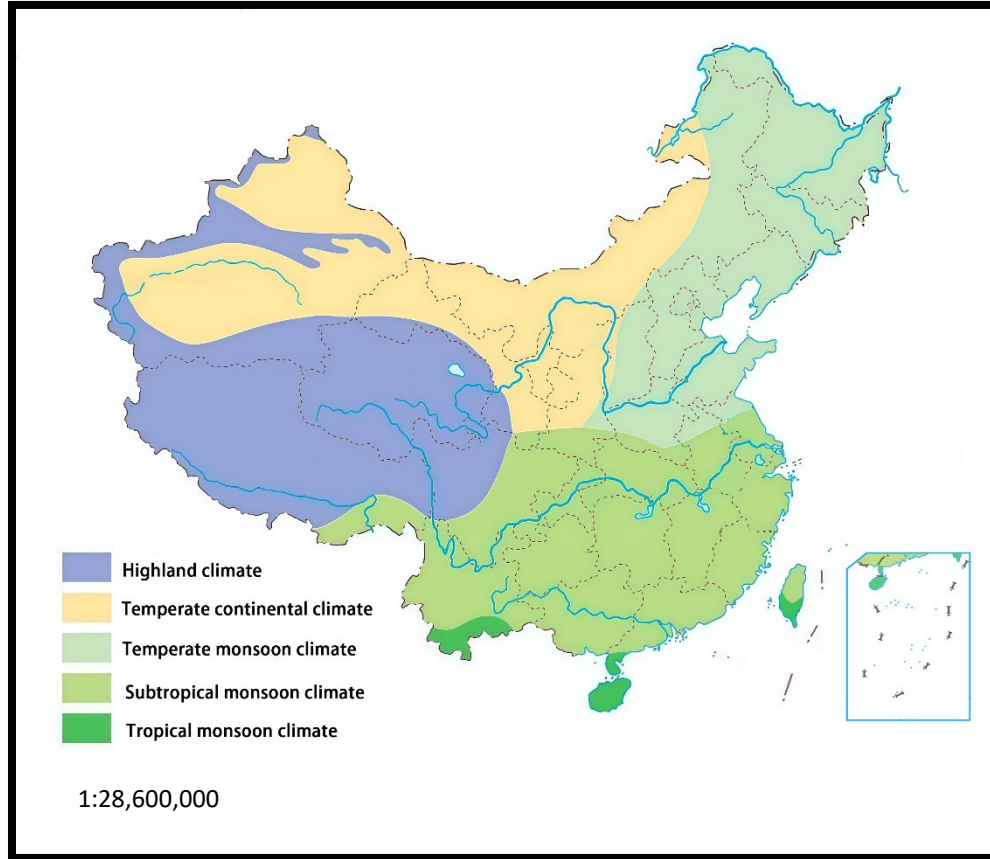 Highland climate
Temperate continental climate
Temperate monsoon climate
Subtropical monsoon climate
Tropical monsoon climate
1:28,600,000